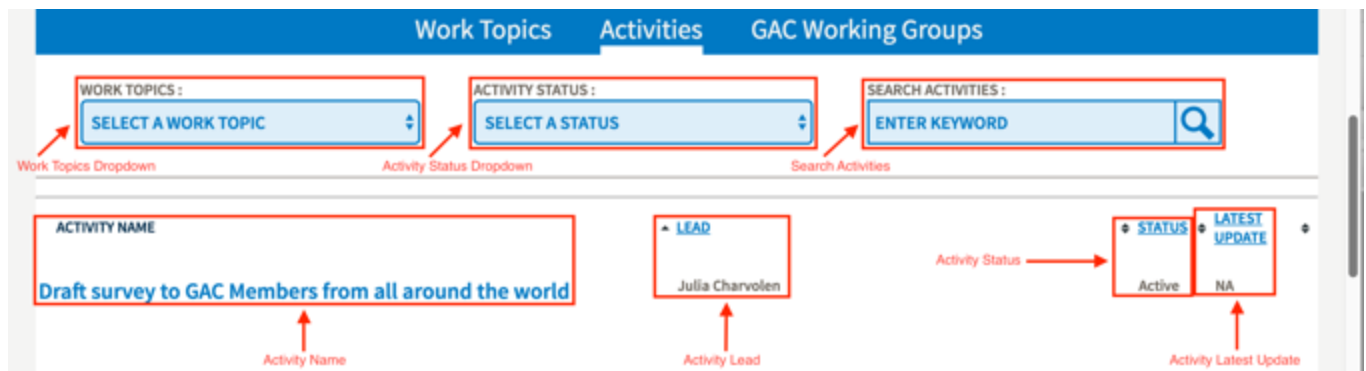 Work Topics Activities GAC Working Groups
WORK TOPICS : ACTIVITY STATUS : SEARCH ACTIVITIES :
SELECT A WORK TOPIC SELECT A STATUS ENTER KEYWORD
Work Topics Dropdown Activity Status Dropdown Search Activities
ACTIVITY NAME LEAD STATUS LATEST
UPDATE
Activity Status
Draft survey to GAC Members from all around the world Julia Charvolen Active NA
Activity Name Activity Lead Activity Latest Update